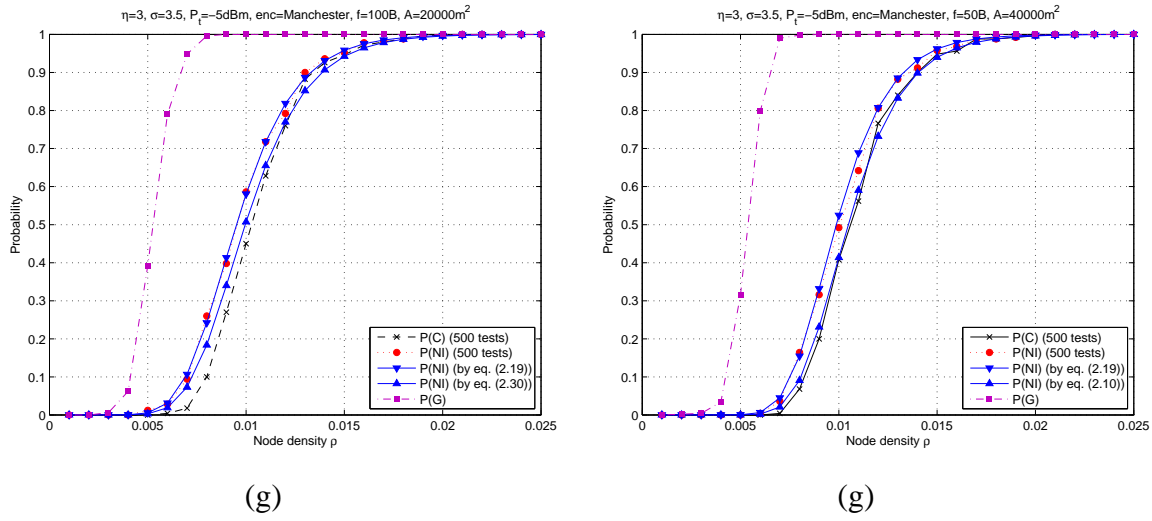 η=3, σ=3.5, P_t=−5dBm, enc=Manchester, f=100B, A=20000m²
1
0.9
0.8
0.7
0.6
0.5
0.4
0.3
0.2
0.1
0
Probability
0 0.005 0.01 0.015 0.02 0.025
Node density ρ
P(C) (500 tests)
P(NI) (500 tests)
P(NI) (by eq. (2.19))
P(NI) (by eq. (2.30))
P(G)
(g)
η=3, σ=3.5, P_t=−5dBm, enc=Manchester, f=50B, A=40000m²
1
0.9
0.8
0.7
0.6
0.5
0.4
0.3
0.2
0.1
0
Probability
0 0.005 0.01 0.015 0.02 0.025
Node density ρ
P(C) (500 tests)
P(NI) (500 tests)
P(NI) (by eq. (2.19))
P(NI) (by eq. (2.10))
P(G)
(g)